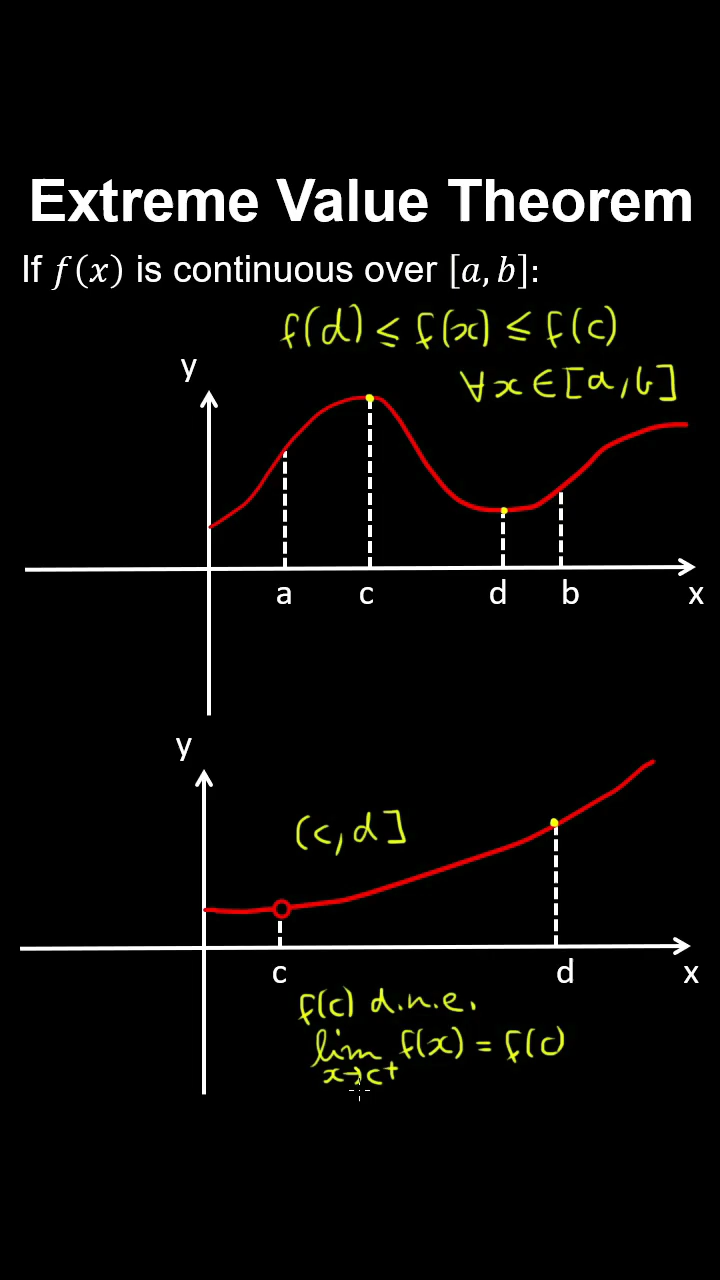 Extreme Value Theorem
If f(x) is continuous over [a, b]:
f(d) ≤ f(x) ≤ f(c)
∀x∈[a,b]
y
a c d b x
y
(c,d]
c d x
f(c) d.n.e.
lim f(x) = f(c)
x→c⁺